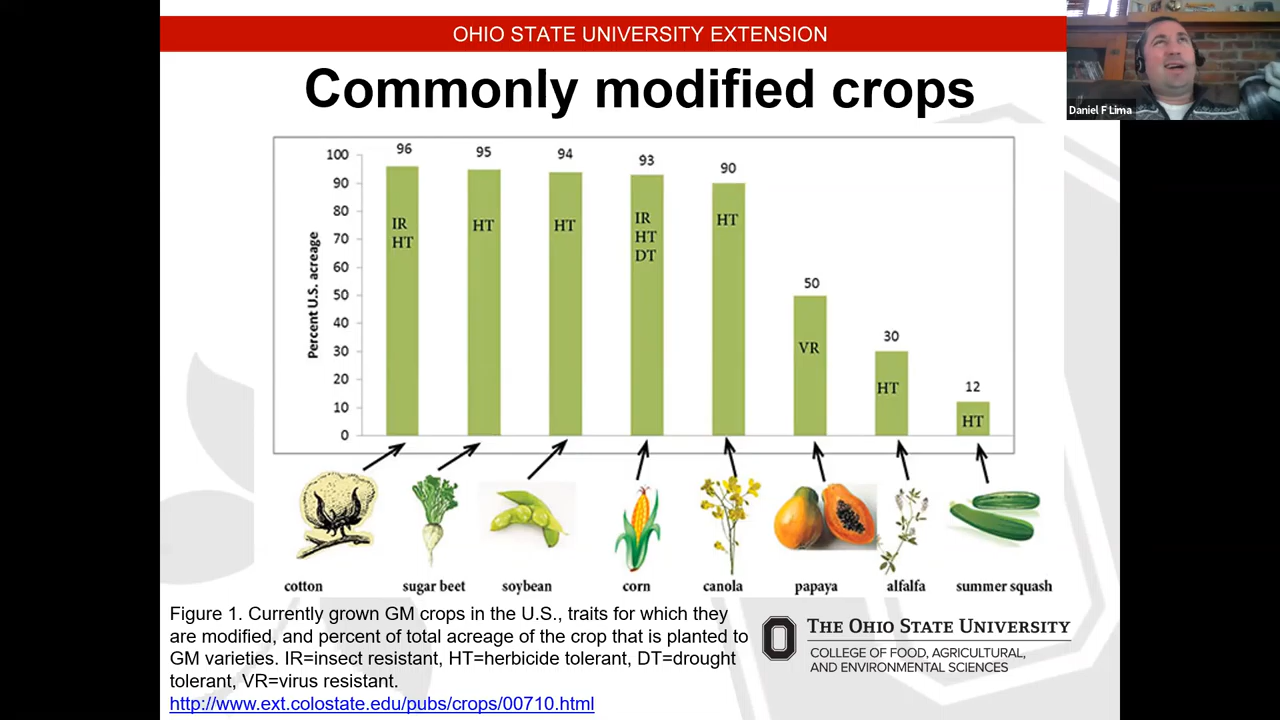 OHIO STATE UNIVERSITY EXTENSION
Commonly modified crops
Daniel F Lima
Percent U.S. acreage
100
90
80
70
60
50
40
30
20
10
0
96
95
94
93
90
50
30
12
IR
HT
HT
HT
IR
HT
DT
HT
VR
HT
HT
cotton
sugar beet
soybean
corn
canola
papaya
alfalfa
summer squash
Figure 1. Currently grown GM crops in the U.S., traits for which they
are modified, and percent of total acreage of the crop that is planted to
GM varieties. IR=insect resistant, HT=herbicide tolerant, DT=drought
tolerant, VR=virus resistant.
http://www.ext.colostate.edu/pubs/crops/00710.html
THE OHIO STATE UNIVERSITY
COLLEGE OF FOOD, AGRICULTURAL,
AND ENVIRONMENTAL SCIENCES